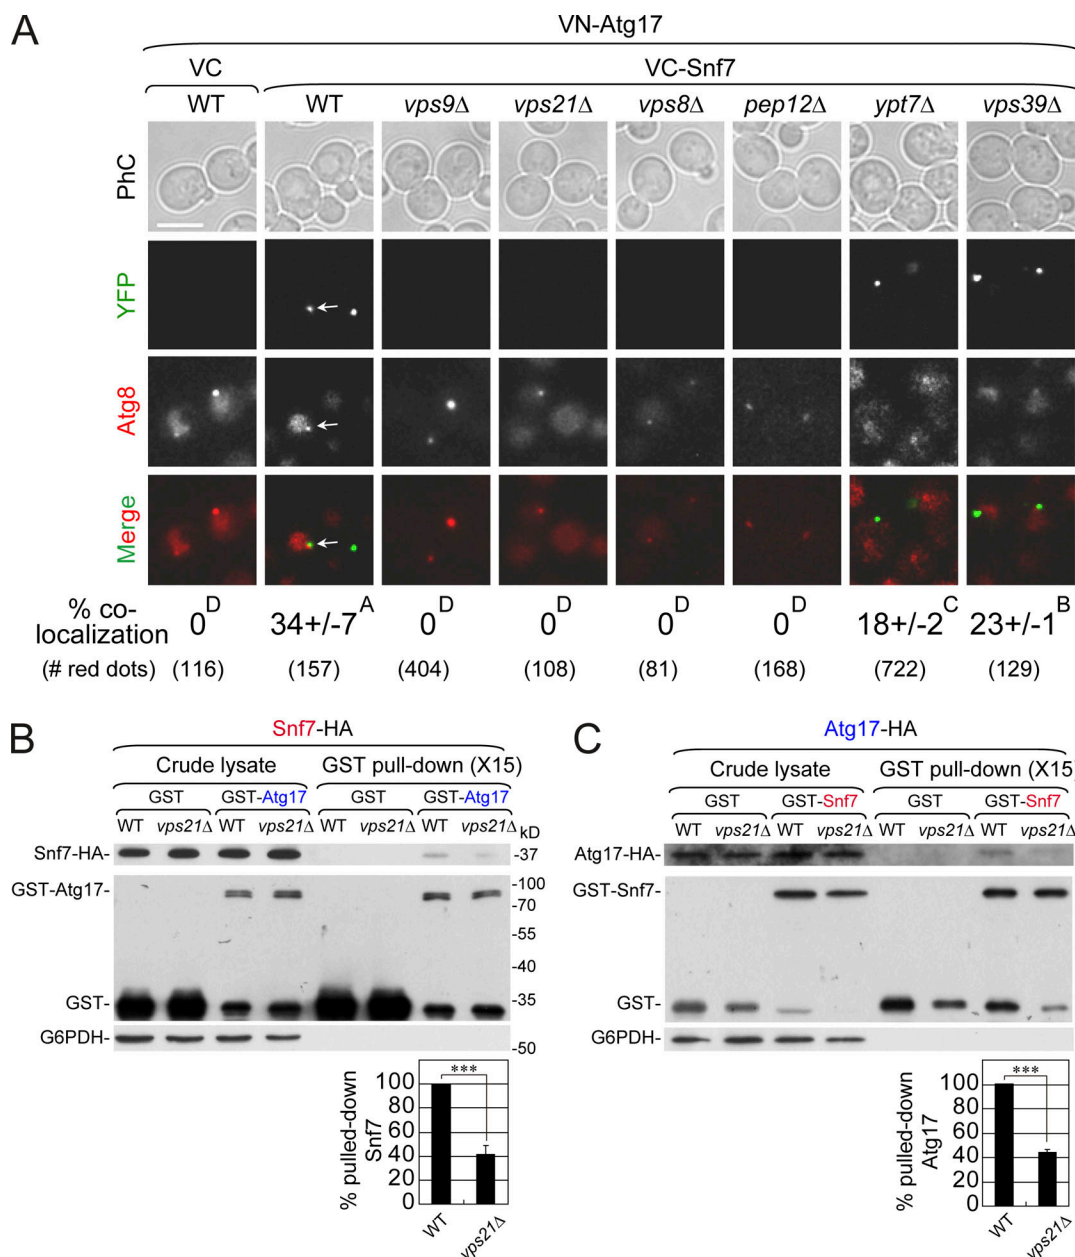 A
VN-Atg17
VC
VC-Snf7
WT WT vps9Δ vps21Δ vps8Δ pep12Δ ypt7Δ vps39Δ
PhC
YFP
Atg8
Merge
% co-
localization
0D 34+/-7A 0D 0D 0D 0D 18+/-2C 23+/-1B
(# red dots) (116) (157) (404) (108) (81) (168) (722) (129)
B
Snf7-HA
Crude lysate GST pull-down (X15)
GST GST-Atg17 GST GST-Atg17
WT vps21Δ WT vps21Δ WT vps21Δ WT vps21Δ kD
Snf7-HA- -37
GST-Atg17- -100
-70
-55
-40
GST- -35
G6PDH- -50
% pulled-down
Snf7
100
80
60
40
20
0
***
WT vps21Δ
C
Atg17-HA
Crude lysate GST pull-down (X15)
GST GST-Snf7 GST GST-Snf7
WT vps21Δ WT vps21Δ WT vps21Δ WT vps21Δ
Atg17-HA-
GST-Snf7-
GST-
G6PDH-
% pulled-down
Atg17
100
80
60
40
20
0
***
WT vps21Δ